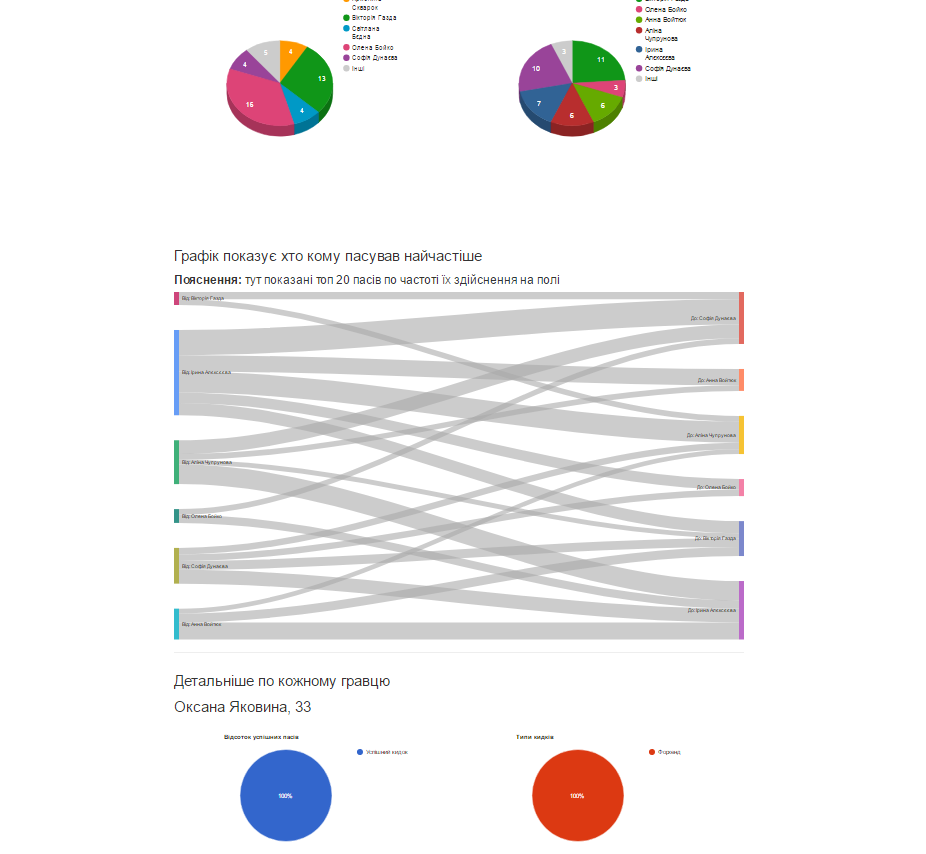 Скварок
Вікторія Газда
Світлана
Бєдна
Олена Бойко
Софія Дунаєва
Інші
5
4
4
13
15
4
Олена Бойко
Анна Войтюк
Аліна
Чупрунова
Ірина
Алєксєєва
Софія Дунаєва
Інші
3
11
10
3
7
6
6
Графік показує хто кому пасував найчастіше
Пояснення: тут показані топ 20 пасів по частоті їх здійснення на полі
Від: Вікторія Газда
До: Софія Дунаєва
Від: Ірина Алєксєєва
До: Анна Войтюк
До: Аліна Чупрунова
Від: Аліна Чупрунова
До: Олена Бойко
Від: Олена Бойко
До: Вікторія Газда
Від: Софія Дунаєва
До: Ірина Алєксєєва
Від: Анна Войтюк
Детальніше по кожному гравцю
Оксана Яковина, 33
Відсоток успішних пасів
Успішний кидок
100%
Типи кидків
Форхенд
100%